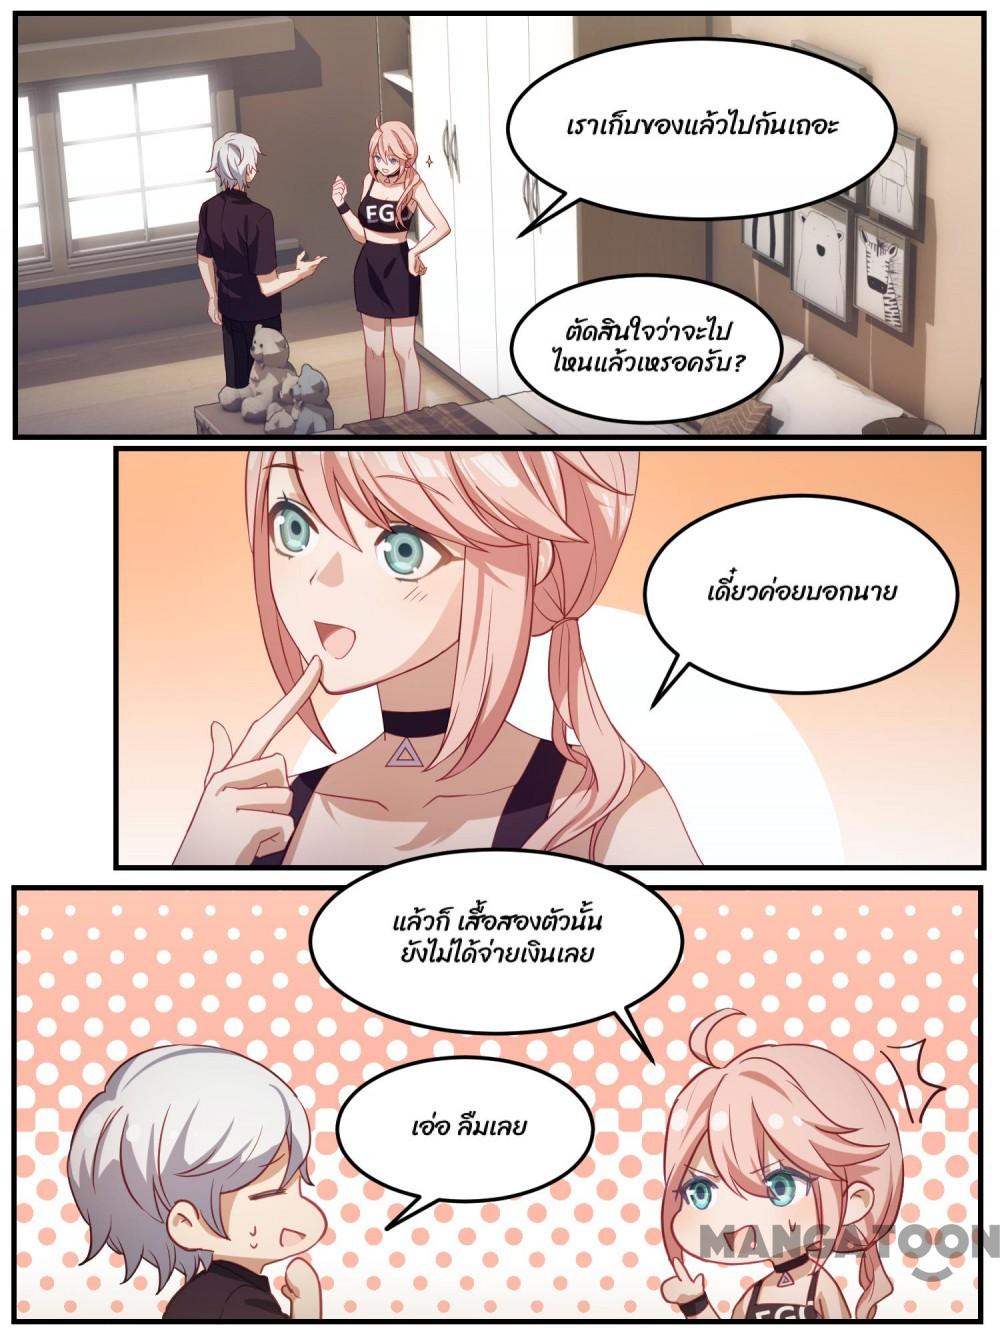 เราเก็บของแล้วไปกันเถอะ
FG
ตัดสินใจว่าจะไป
ไหนแล้วเหรอครับ?
เดี๋ยวค่อยบอกนาย
แล้วก็ เสื้อสองตัวนั้น
ยังไม่ได้จ่ายเงินเลย
เอ่อ ลืมเลย
MANGATOON
FG